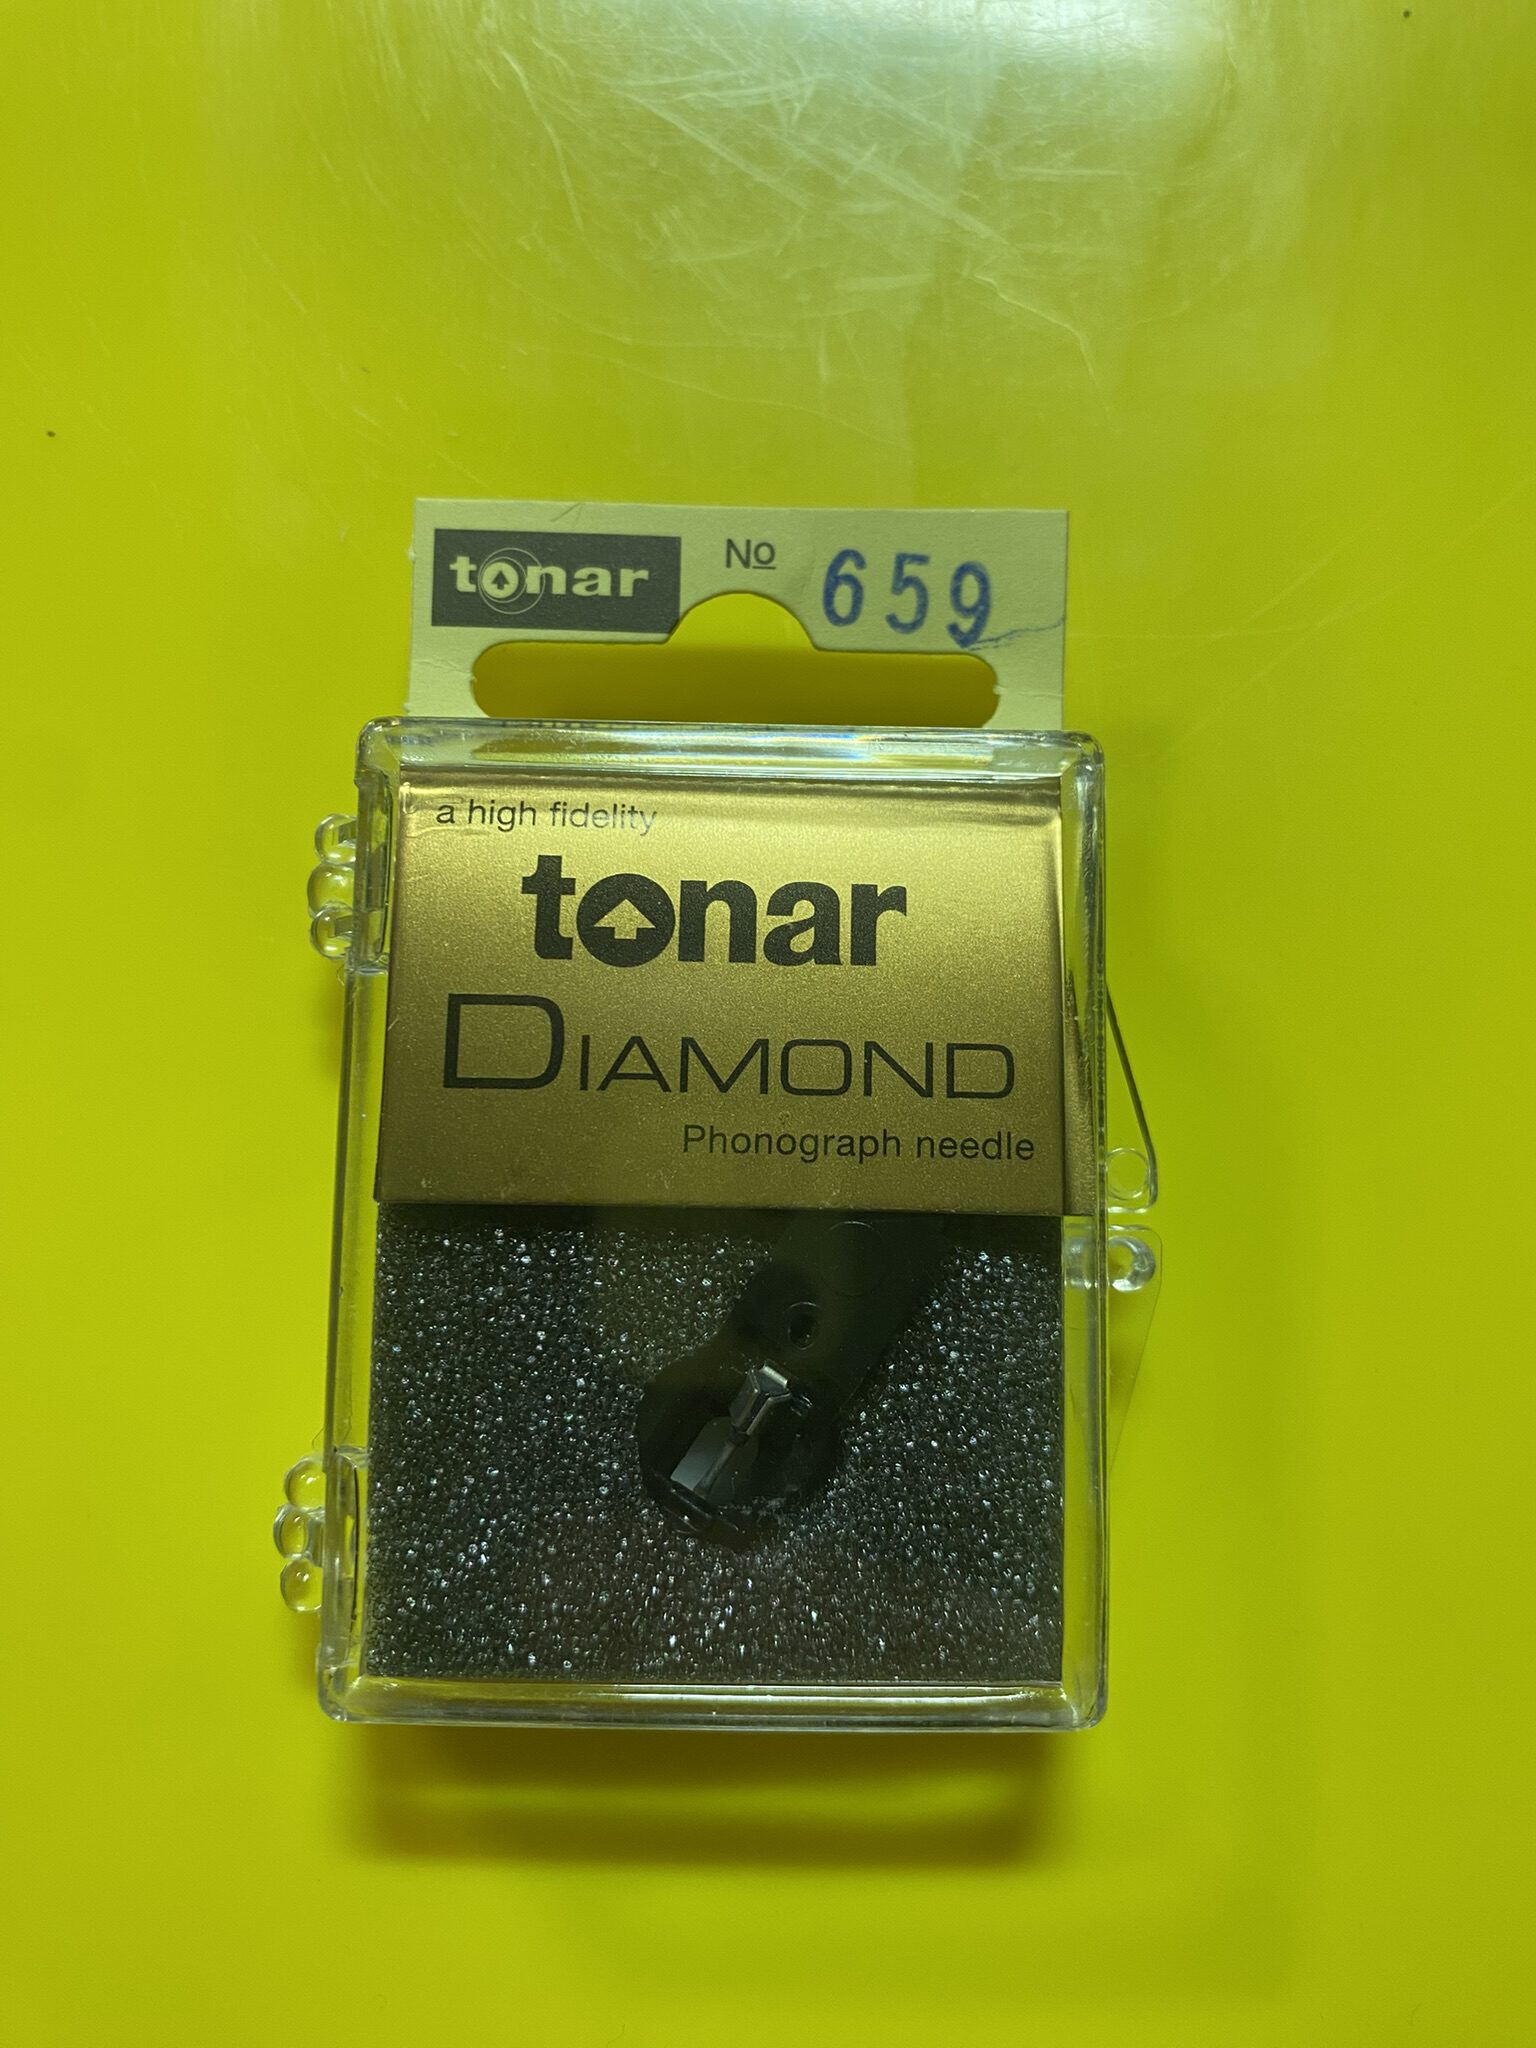 tonar No 659
a high fidelity
tonar
DIAMOND
Phonograph needle